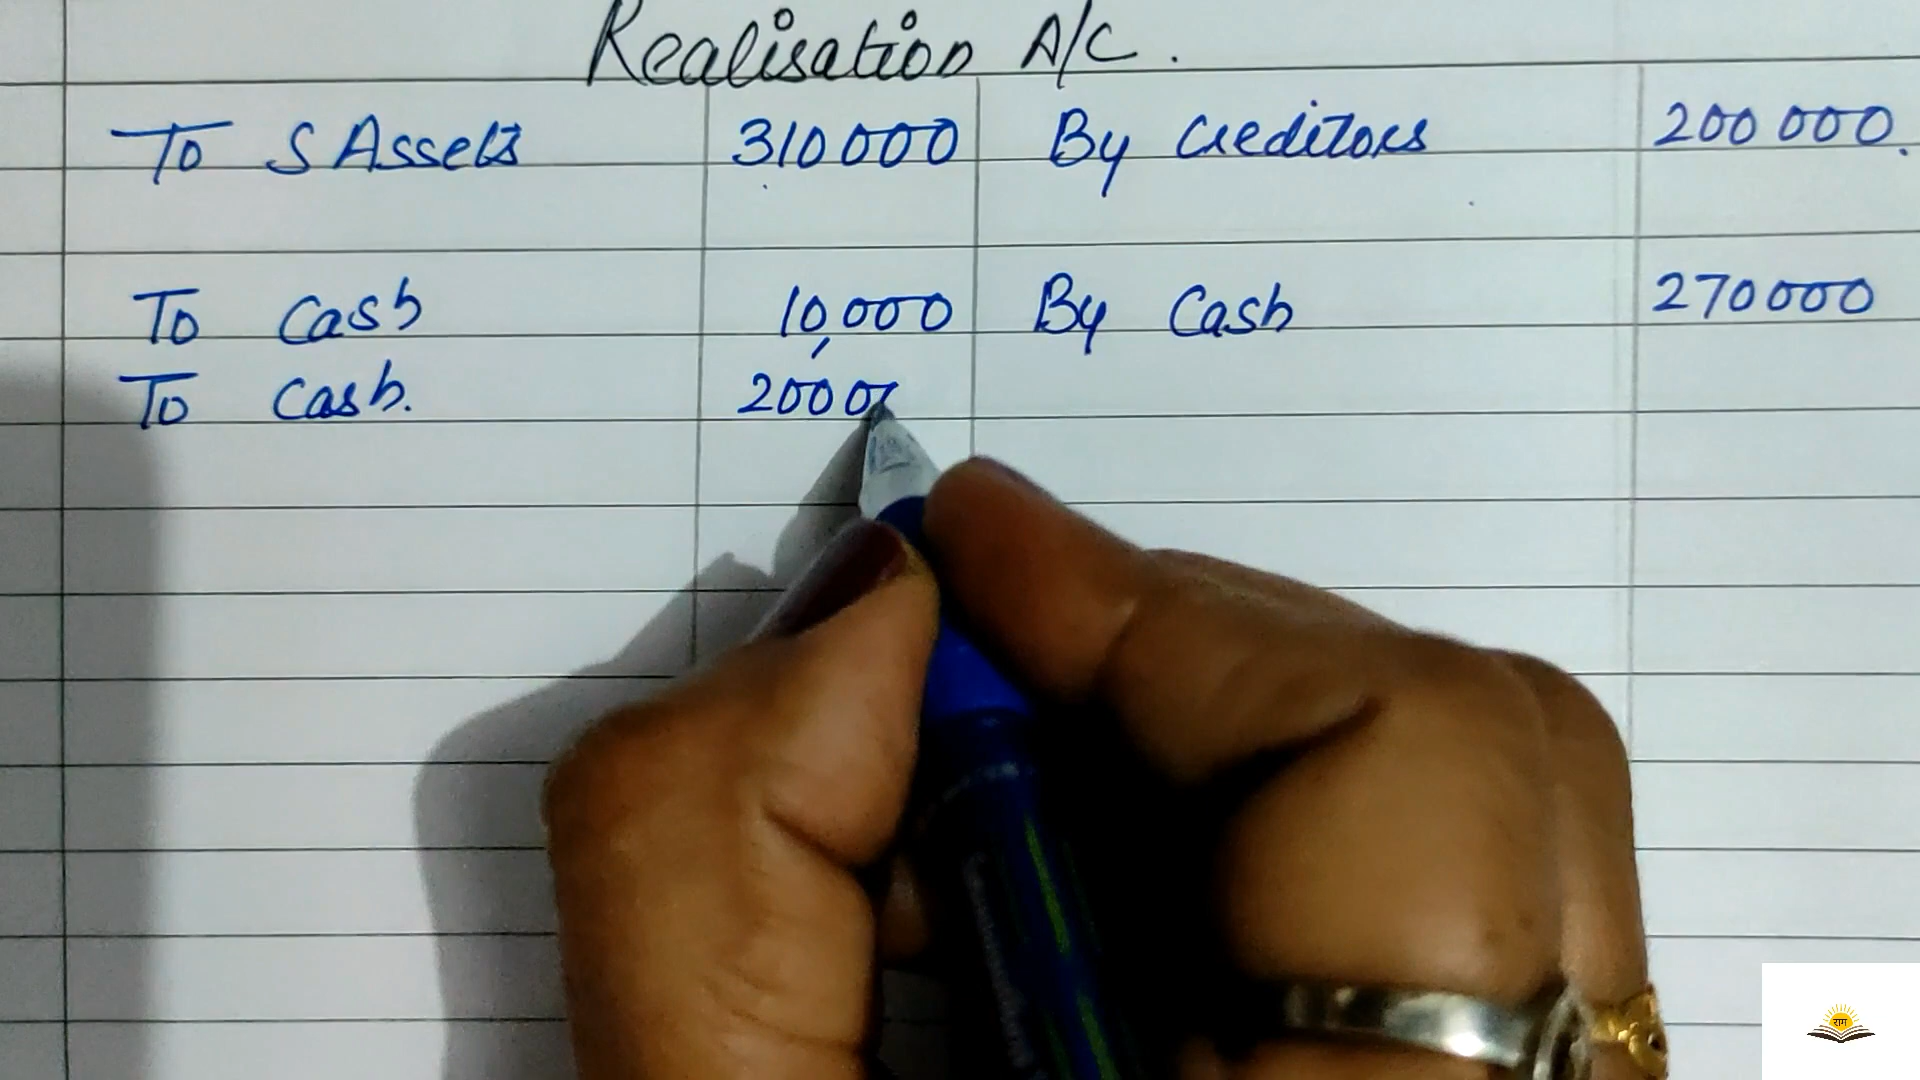 Realisation A/C.
To S Assets 310000 By Creditors 200000.
To Cash 10,000 By Cash 270000
To Cash. 2000
राम